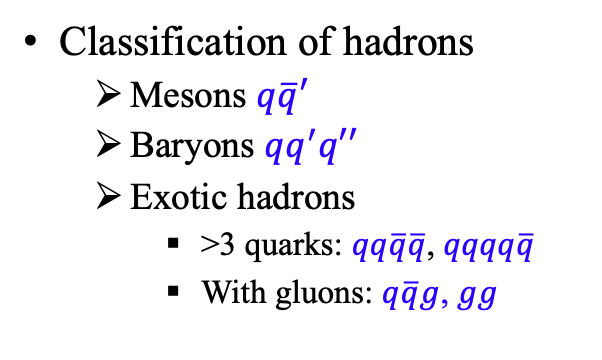 • Classification of hadrons
➢ Mesons qq̄′
➢ Baryons qq′q′′
➢ Exotic hadrons
▪ >3 quarks: qqq̄q̄, qqqqq̄
▪ With gluons: qq̄g, gg